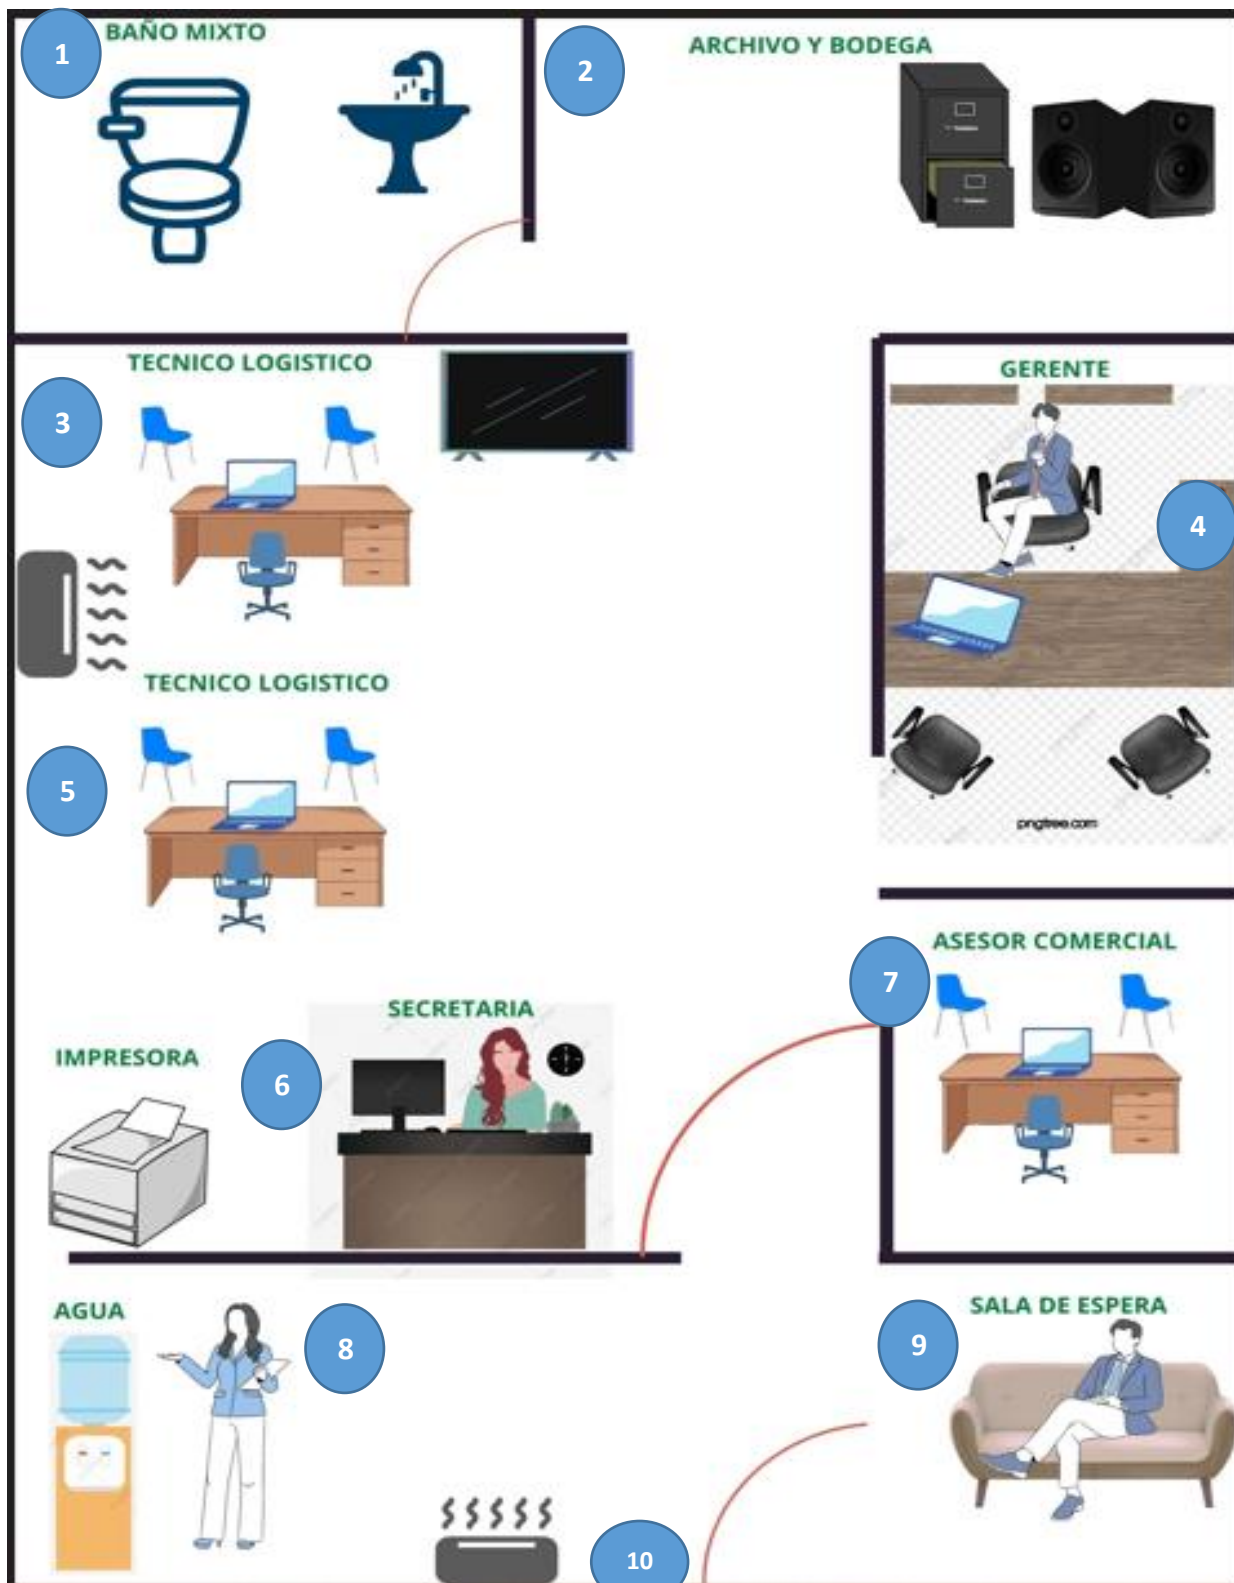 1
BAÑO MIXTO
2
ARCHIVO Y BODEGA
TECNICO LOGISTICO
3
GERENTE
4
TECNICO LOGISTICO
5
pngtree.com
ASESOR COMERCIAL
7
SECRETARIA
IMPRESORA
6
AGUA
8
SALA DE ESPERA
9
10